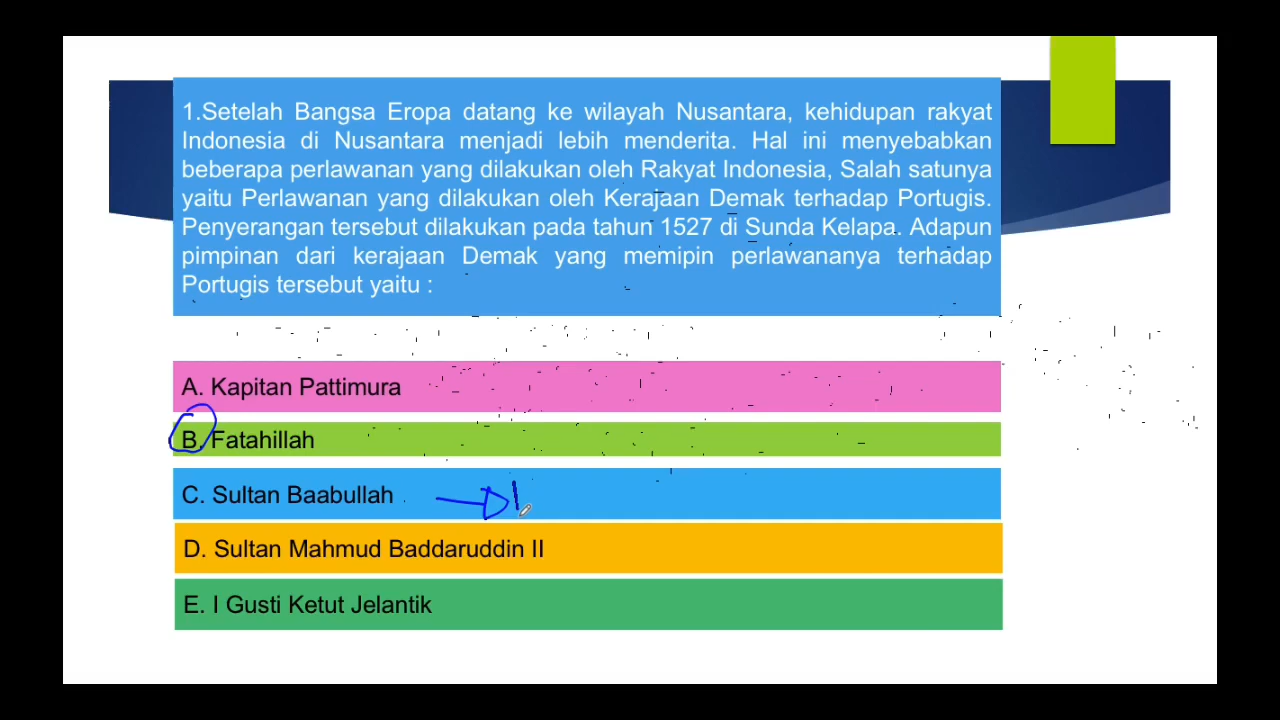 1.Setelah Bangsa Eropa datang ke wilayah Nusantara, kehidupan rakyat
Indonesia di Nusantara menjadi lebih menderita. Hal ini menyebabkan
beberapa perlawanan yang dilakukan oleh Rakyat Indonesia, Salah satunya
yaitu Perlawanan yang dilakukan oleh Kerajaan Demak terhadap Portugis.
Penyerangan tersebut dilakukan pada tahun 1527 di Sunda Kelapa. Adapun
pimpinan dari kerajaan Demak yang memipin perlawananya terhadap
Portugis tersebut yaitu :
A. Kapitan Pattimura
B. Fatahillah
C. Sultan Baabullah
D. Sultan Mahmud Baddaruddin II
E. I Gusti Ketut Jelantik